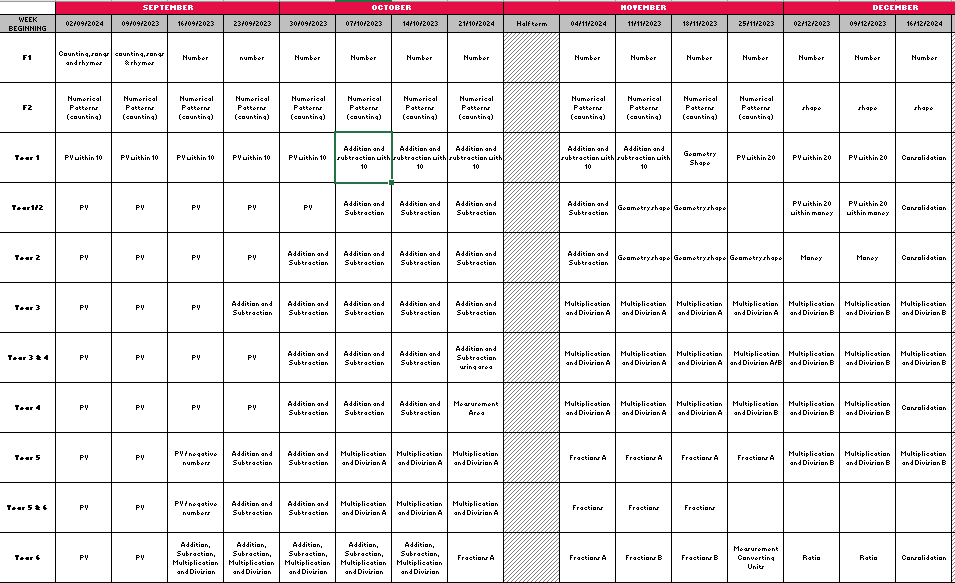 SEPTEMBER OCTOBER NOVEMBER DECEMBER
WEEK BEGINNING 02/09/2024 09/09/2023 16/09/2023 23/09/2023 30/09/2023 07/10/2023 14/10/2023 21/10/2024 Half term 04/11/2024 11/11/2023 18/11/2023 25/11/2023 02/12/2023 09/12/2023 16/12/2024
F1 Counting, songs and rhymes counting, songs & rhymes Number number Number Number Number Number Number Number Number Number Number Number Number
F2 Numerical Patterns (counting) Numerical Patterns (counting) Numerical Patterns (counting) Numerical Patterns (counting) Numerical Patterns (counting) Numerical Patterns (counting) Numerical Patterns (counting) Numerical Patterns (counting) Numerical Patterns (counting) Numerical Patterns (counting) Numerical Patterns (counting) Numerical Patterns (counting) shape shape shape
Year 1 PV within 10 PV within 10 PV within 10 PV within 10 PV within 10 Addition and subtraction with 10 Addition and subtraction with 10 Addition and subtraction with 10 Addition and subtraction with 10 Addition and subtraction with 10 Geometry Shape PV within 20 PV within 20 PV within 20 Consolidation
Year 1/2 PV PV PV PV PV Addition and Subtraction Addition and Subtraction Addition and Subtraction Addition and Subtraction Geometry shape Geometry shape PV within 20 within money PV within 20 within money Consolidation
Year 2 PV PV PV PV Addition and Subtraction Addition and Subtraction Addition and Subtraction Addition and Subtraction Addition and Subtraction Geometry shape Geometry shape Geometry shape Money Money Consolidation
Year 3 PV PV PV Addition and Subtraction Addition and Subtraction Addition and Subtraction Addition and Subtraction Addition and Subtraction Multiplication and Division A Multiplication and Division A Multiplication and Division A Multiplication and Division A Multiplication and Division B Multiplication and Division B Multiplication and Division B
Year 3 & 4 PV PV PV PV Addition and Subtraction Addition and Subtraction Addition and Subtraction Addition and Subtraction using area Multiplication and Division A Multiplication and Division A Multiplication and Division A Multiplication and Division A/B Multiplication and Division B Multiplication and Division B Multiplication and Division B
Year 4 PV PV PV PV Addition and Subtraction Addition and Subtraction Addition and Subtraction Measurement Area Multiplication and Division A Multiplication and Division A Multiplication and Division A Multiplication and Division B Multiplication and Division B Multiplication and Division B Consolidation
Year 5 PV PV PV / negative numbers Addition and Subtraction Addition and Subtraction Multiplication and Division A Multiplication and Division A Multiplication and Division A Fractions A Fractions A Fractions A Fractions A Multiplication and Division B Multiplication and Division B Multiplication and Division B
Year 5 & 6 PV PV PV / negative numbers Addition and Subtraction Addition and Subtraction Multiplication and Division A Multiplication and Division A Multiplication and Division A Fractions Fractions Fractions
Year 6 PV PV Addition, Subtraction, Multiplication and Division Addition, Subtraction, Multiplication and Division Addition, Subtraction, Multiplication and Division Addition, Subtraction, Multiplication and Division Addition, Subtraction, Multiplication and Division Fractions A Fractions A Fractions B Fractions B Measurement Converting Units Ratio Ratio Consolidation